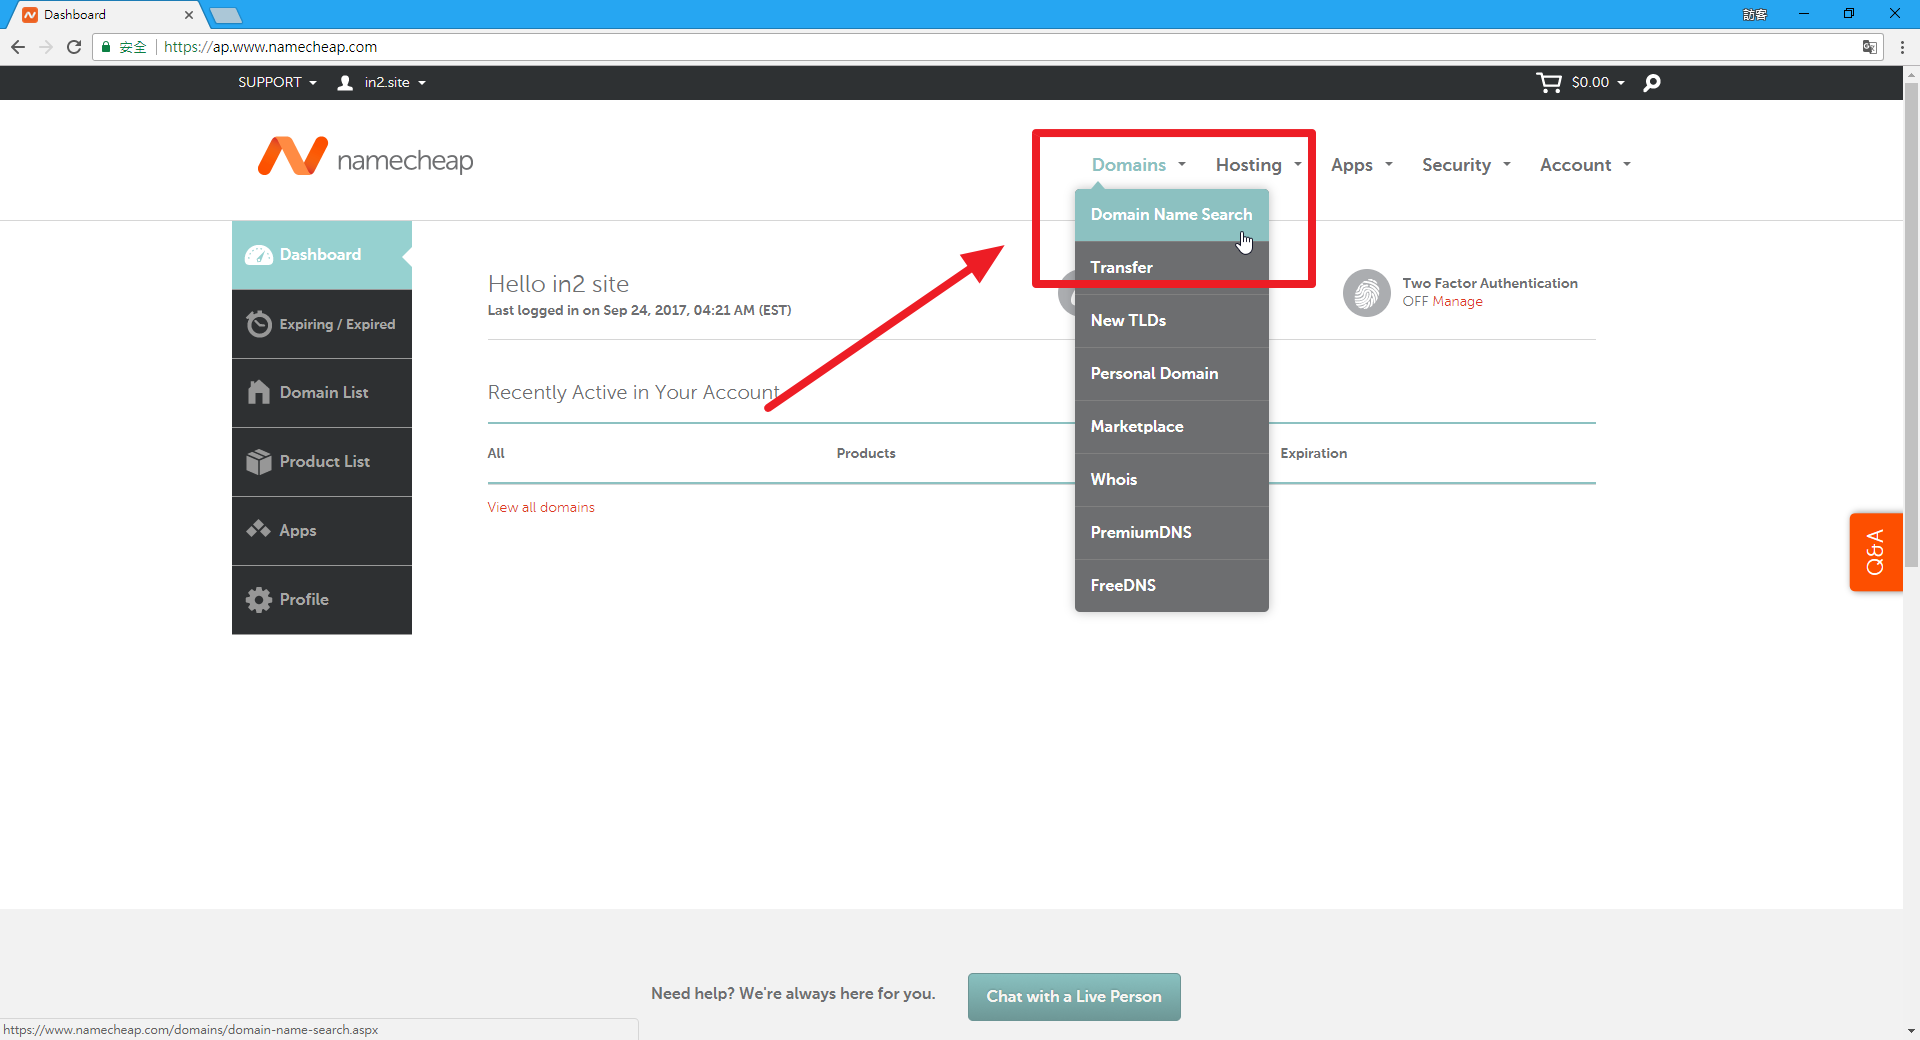 Dashboard
訪客
安全
https://ap.www.namecheap.com
SUPPORT
in2.site
$0.00
namecheap
Domains
Hosting
Apps
Security
Account
Domain Name Search
Transfer
New TLDs
Personal Domain
Marketplace
Whois
PremiumDNS
FreeDNS
Dashboard
Expiring / Expired
Domain List
Product List
Apps
Profile
Hello in2 site
Last logged in on Sep 24, 2017, 04:21 AM (EST)
Two Factor Authentication
OFF Manage
Recently Active in Your Account
All
Products
Expiration
View all domains
Q&A
Need help? We're always here for you.
Chat with a Live Person
https://www.namecheap.com/domains/domain-name-search.aspx